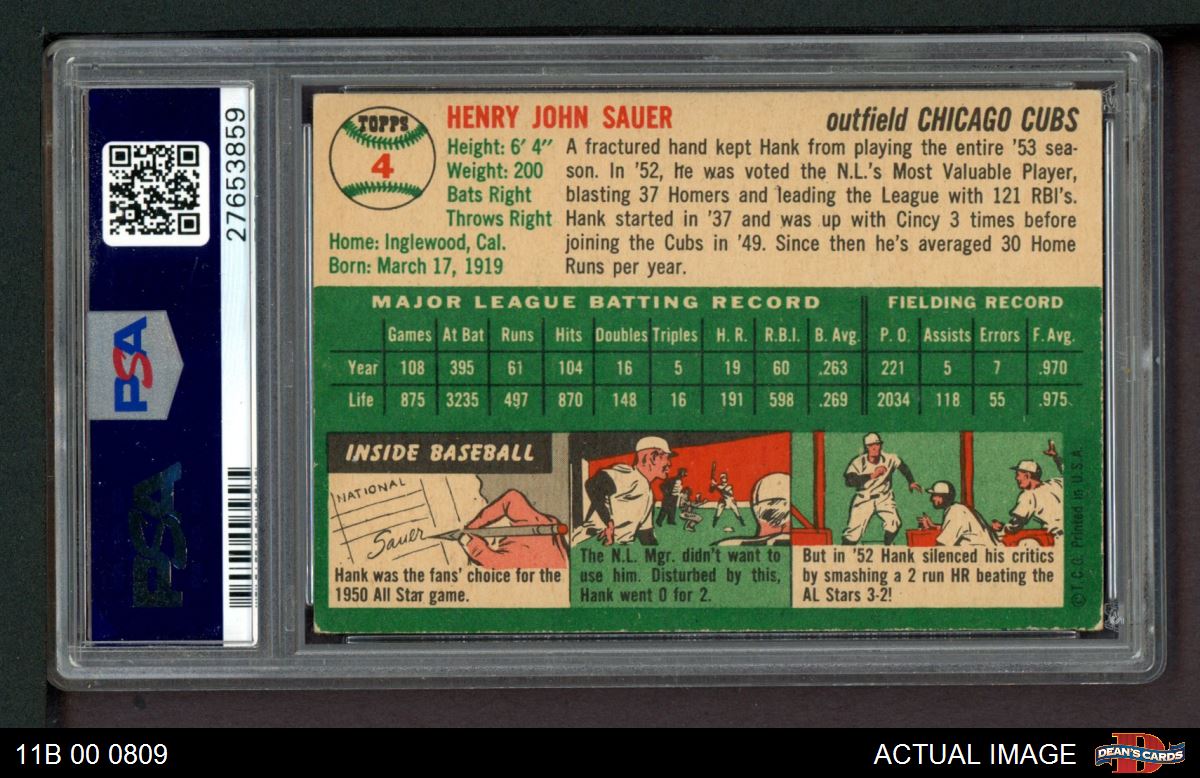 27653859
PSA
PSA
TOPPS
4
HENRY JOHN SAUER
outfield CHICAGO CUBS
Height: 6' 4"
Weight: 200
Bats Right
Throws Right
Home: Inglewood, Cal.
Born: March 17, 1919
A fractured hand kept Hank from playing the entire '53 sea-
son. In '52, he was voted the N.L.'s Most Valuable Player,
blasting 37 Homers and leading the League with 121 RBI's.
Hank started in '37 and was up with Cincy 3 times before
joining the Cubs in '49. Since then he's averaged 30 Home
Runs per year.
MAJOR LEAGUE BATTING RECORD FIELDING RECORD
Games At Bat Runs Hits Doubles Triples H. R. R.B.I. B. Avg. P. O. Assists Errors F. Avg.
Year 108 395 61 104 16 5 19 60 .263 221 5 7 .970
Life 875 3235 497 870 148 16 191 598 .269 2034 118 55 .975
INSIDE BASEBALL
NATIONAL
Sauer
Hank was the fans' choice for the
1950 All Star game.
The N.L. Mgr. didn't want to
use him. Disturbed by this,
Hank went 0 for 2.
But in '52 Hank silenced his critics
by smashing a 2 run HR beating the
AL Stars 3-2!
© T.C.G. Printed in U.S.A.
11B 00 0809
ACTUAL IMAGE
DEAN'S CARDS